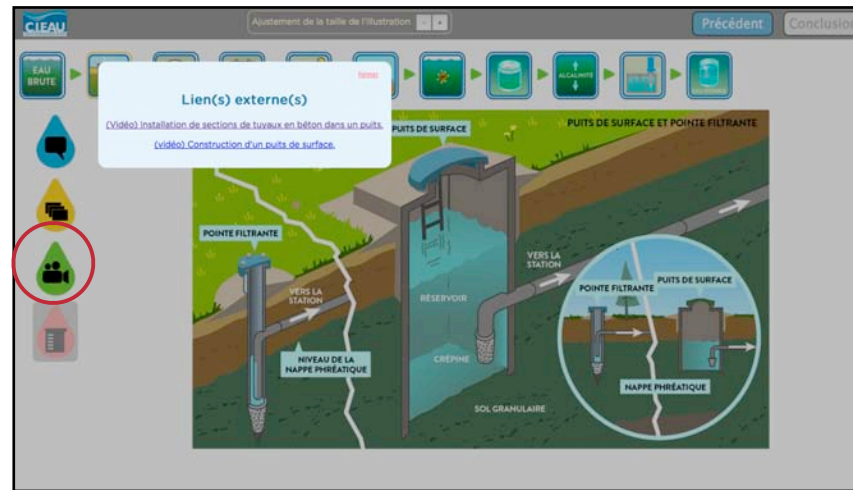 CIEAU
Ajustement de la taille de l'illustration - +
Précédent
Conclusion
EAU
BRUTE
ALCALINITÉ
fermer
Lien(s) externe(s)
(Vidéo) Installation de sections de tuyaux en béton dans un puits.
(vidéo) Construction d'un puits de surface.
PUITS DE SURFACE
PUITS DE SURFACE ET POINTE FILTRANTE
POINTE FILTRANTE
VERS LA
STATION
VERS LA
STATION
RÉSERVOIR
POINTE FILTRANTE
PUITS DE SURFACE
NIVEAU DE LA
NAPPE PHRÉATIQUE
CRÉPINE
NAPPE PHRÉATIQUE
SOL GRANULAIRE